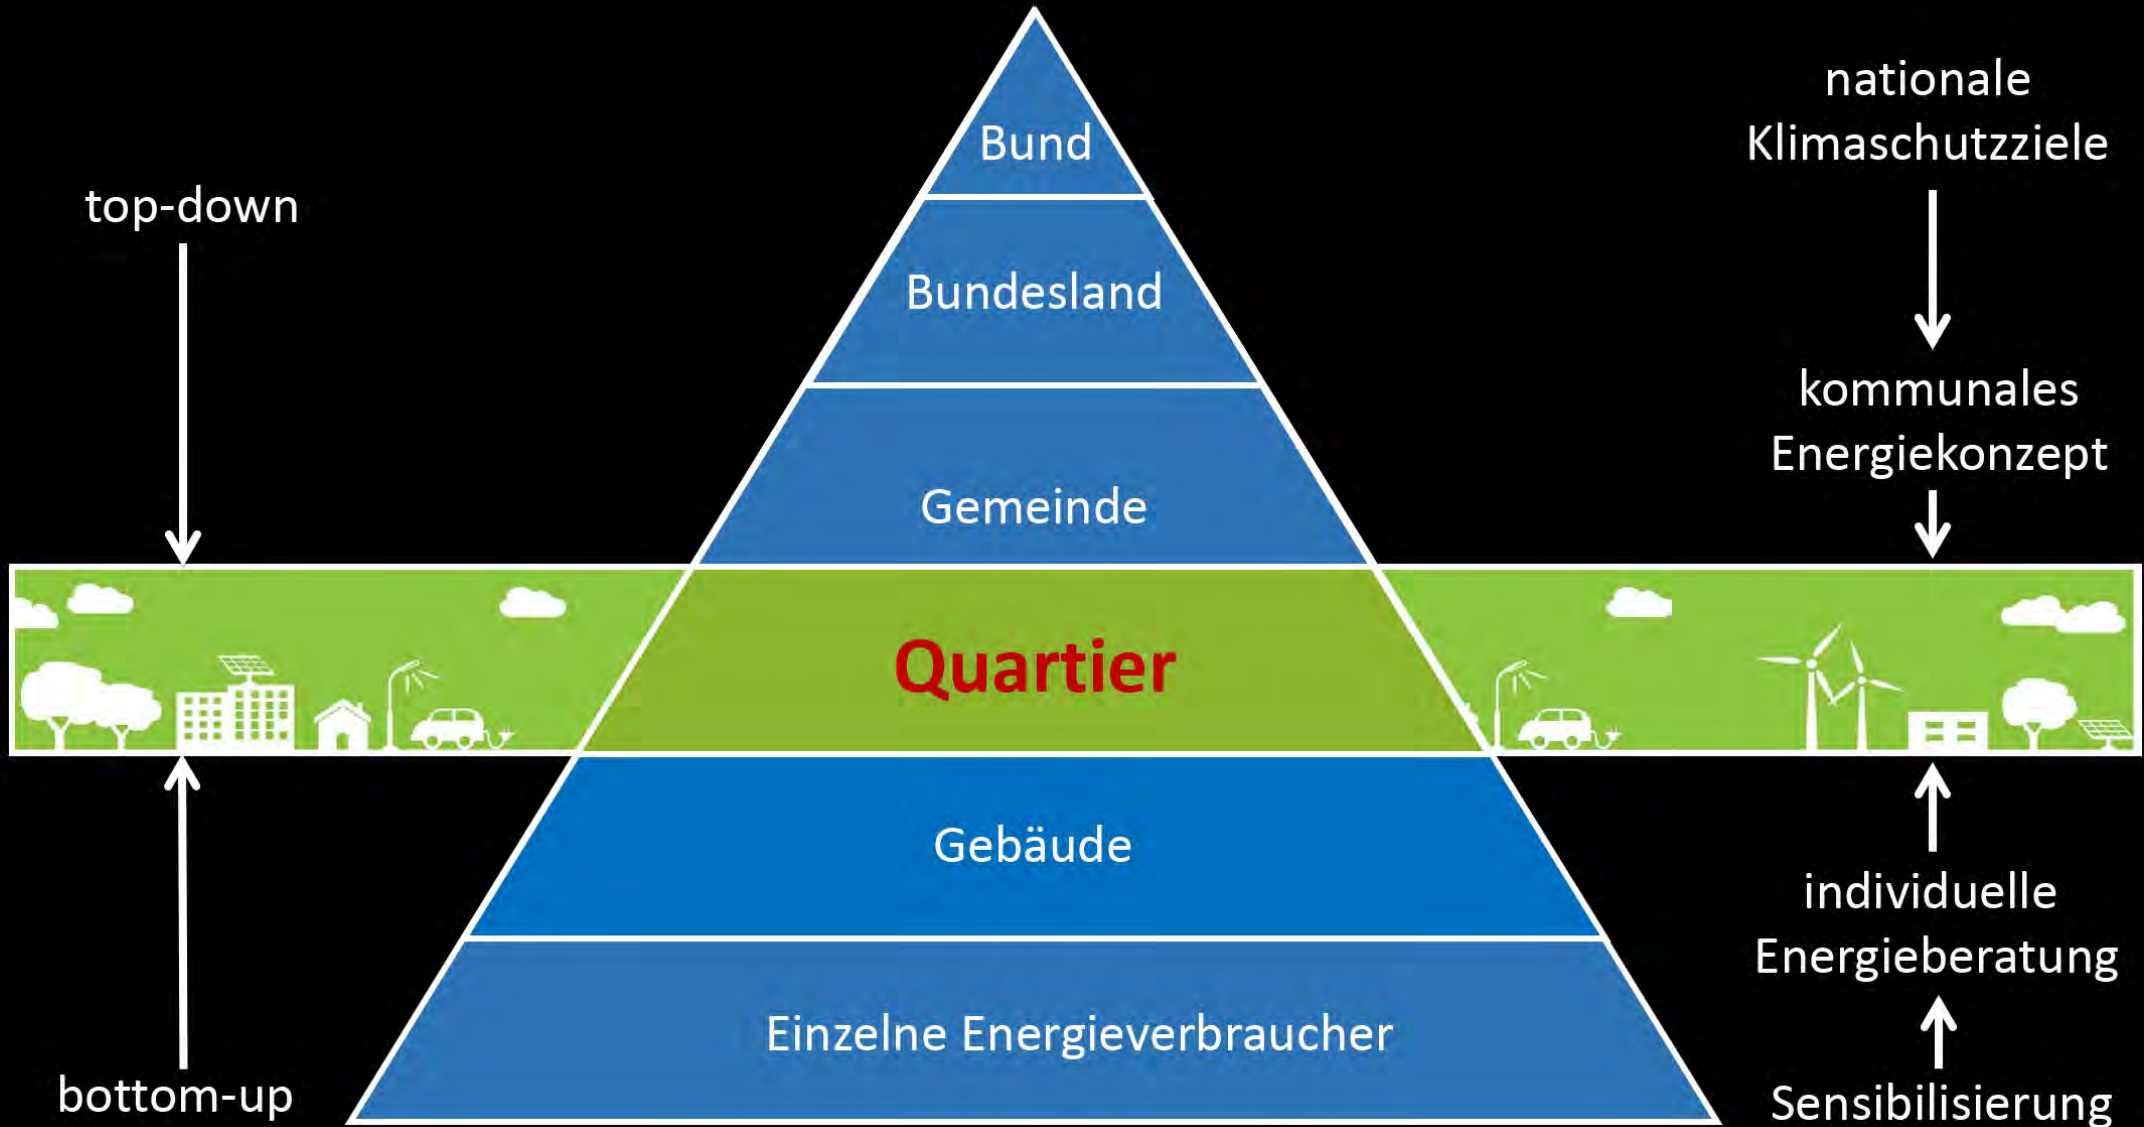 top-down
bottom-up
Bund
Bundesland
Gemeinde
Quartier
Gebäude
Einzelne Energieverbraucher
nationale
Klimaschutzziele
kommunales
Energiekonzept
individuelle
Energieberatung
Sensibilisierung